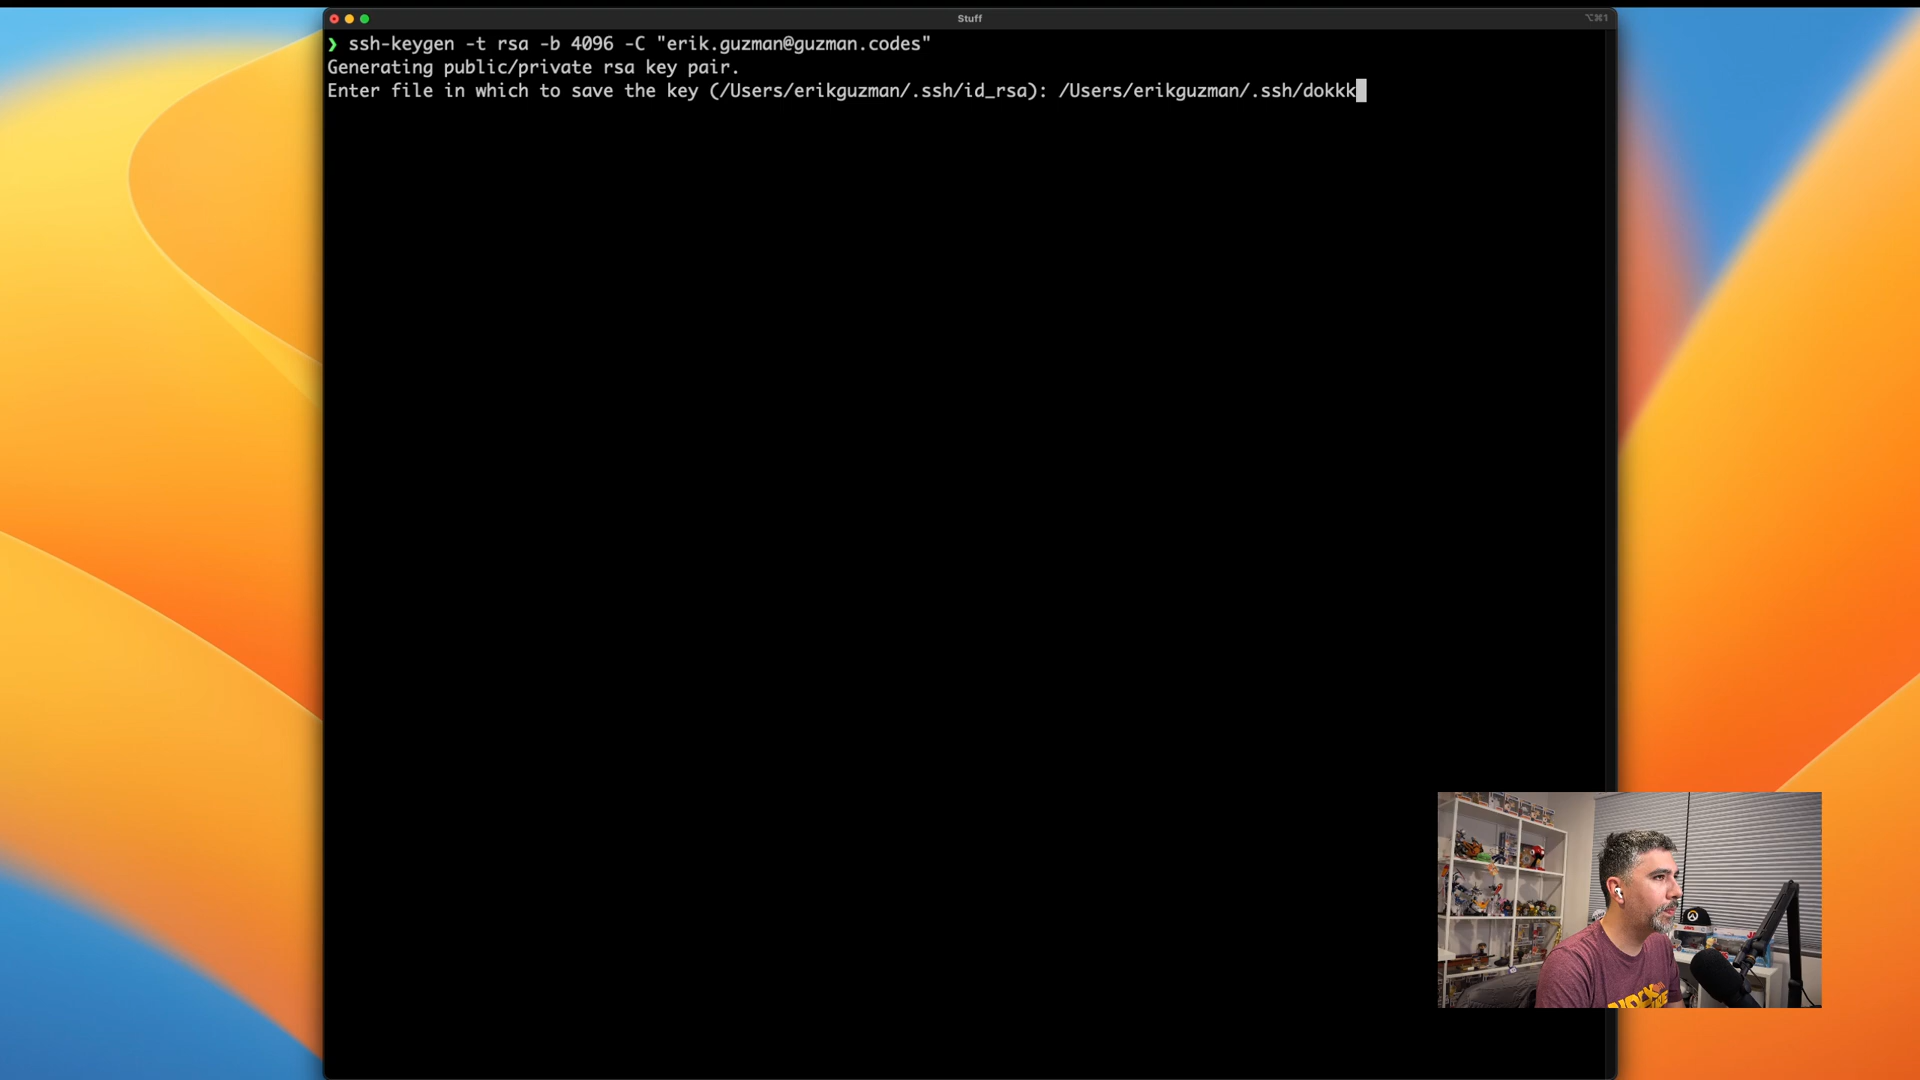 Stuff
⌥⌘1
❯ ssh-keygen -t rsa -b 4096 -C "erik.guzman@guzman.codes"
Generating public/private rsa key pair.
Enter file in which to save the key (/Users/erikguzman/.ssh/id_rsa): /Users/erikguzman/.ssh/dokkk